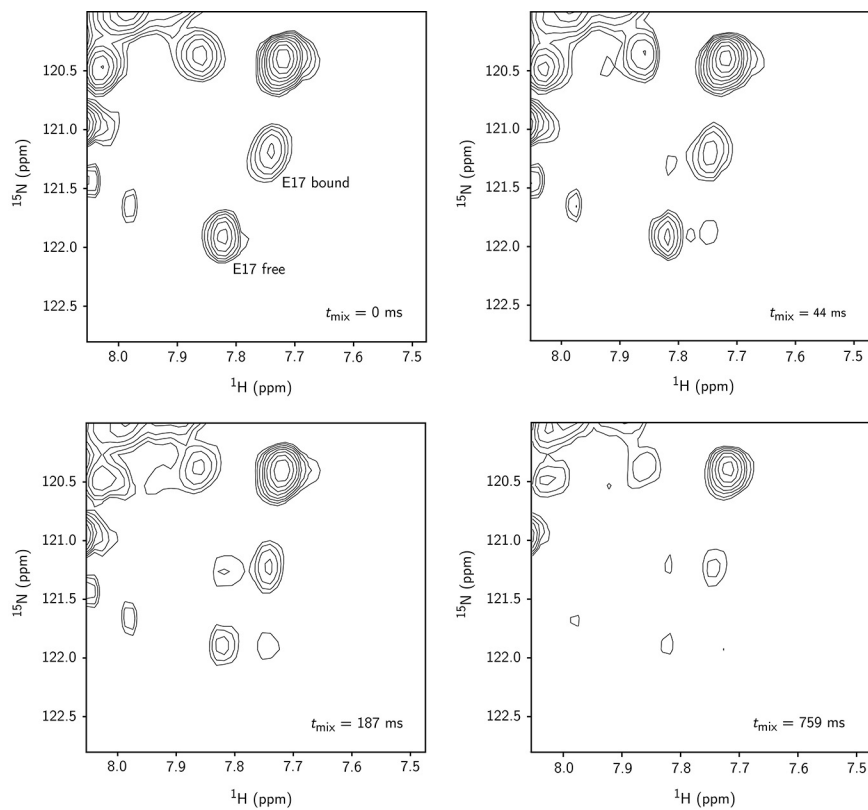 120.5
121.0
121.5
122.0
122.5
¹⁵N (ppm)
E17 bound
E17 free
t_mix = 0 ms
8.0 7.9 7.8 7.7 7.6 7.5
¹H (ppm)
120.5
121.0
121.5
122.0
122.5
¹⁵N (ppm)
t_mix = 44 ms
8.0 7.9 7.8 7.7 7.6 7.5
¹H (ppm)
120.5
121.0
121.5
122.0
122.5
¹⁵N (ppm)
t_mix = 187 ms
8.0 7.9 7.8 7.7 7.6 7.5
¹H (ppm)
120.5
121.0
121.5
122.0
122.5
¹⁵N (ppm)
t_mix = 759 ms
8.0 7.9 7.8 7.7 7.6 7.5
¹H (ppm)